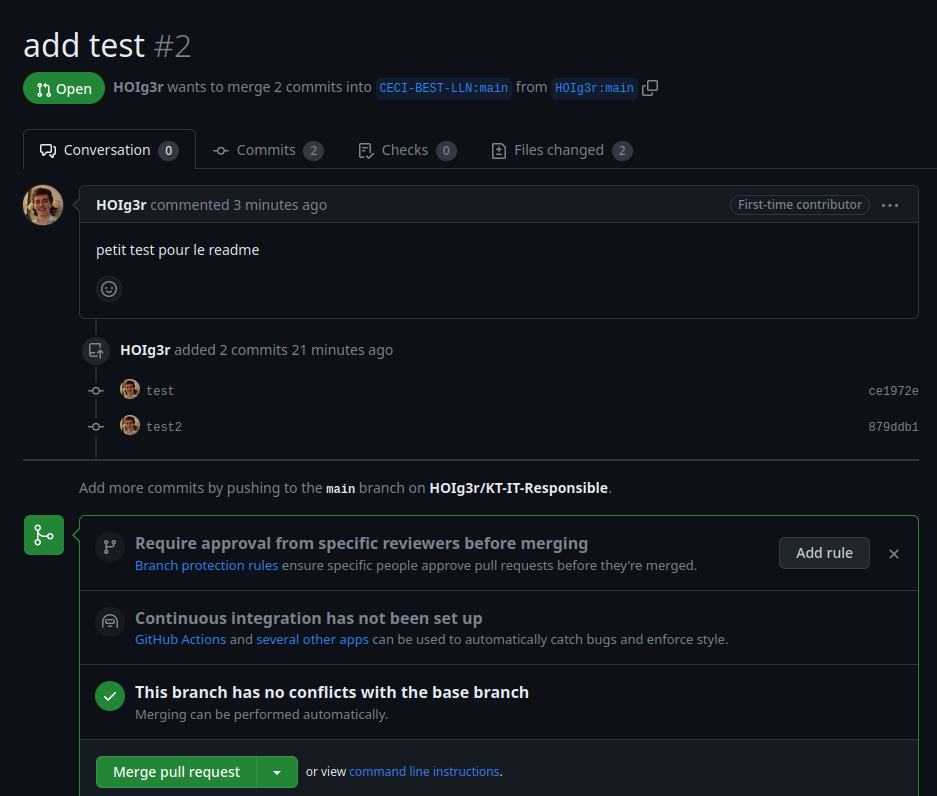 add test #2
Open HOIg3r wants to merge 2 commits into CECI-BEST-LLN:main from HOIg3r:main
Conversation 0 Commits 2 Checks 0 Files changed 2
HOIg3r commented 3 minutes ago First-time contributor
petit test pour le readme
HOIg3r added 2 commits 21 minutes ago
test ce1972e
test2 879ddb1
Add more commits by pushing to the main branch on HOIg3r/KT-IT-Responsible.
Require approval from specific reviewers before merging
Branch protection rules ensure specific people approve pull requests before they're merged.
Add rule
Continuous integration has not been set up
GitHub Actions and several other apps can be used to automatically catch bugs and enforce style.
This branch has no conflicts with the base branch
Merging can be performed automatically.
Merge pull request or view command line instructions.